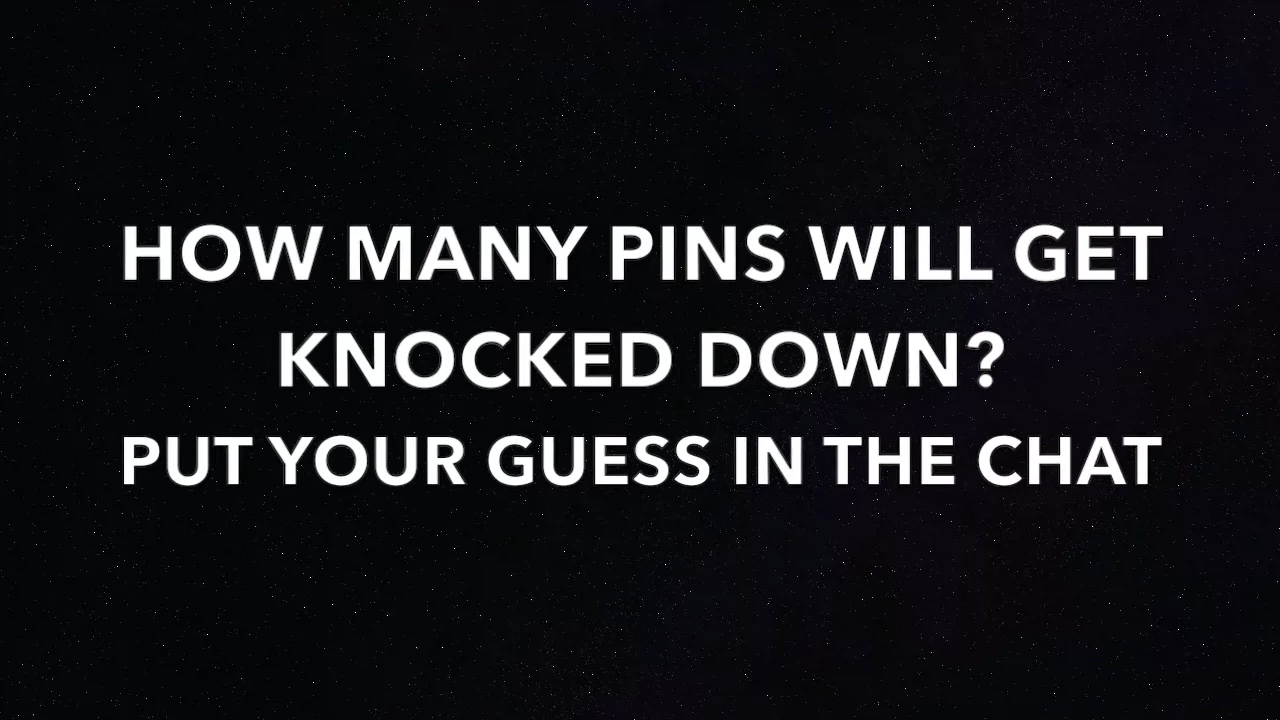 HOW MANY PINS WILL GET
KNOCKED DOWN?
PUT YOUR GUESS IN THE CHAT